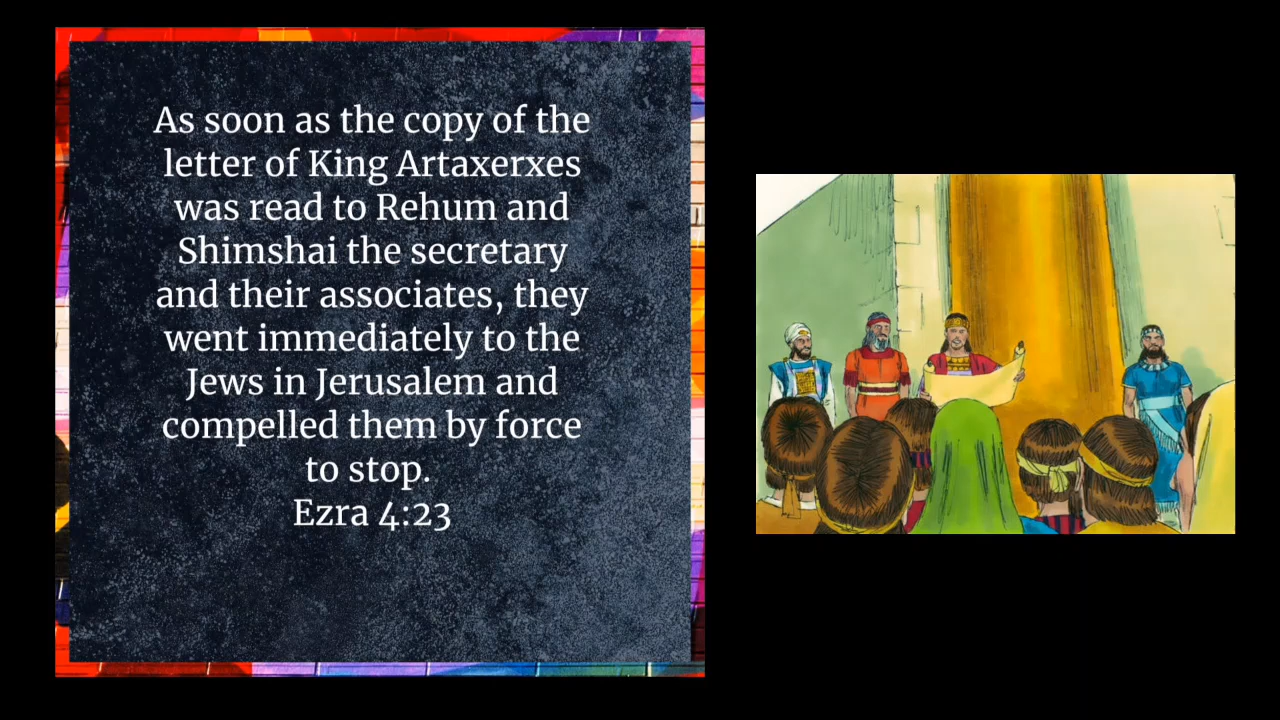 As soon as the copy of the
letter of King Artaxerxes
was read to Rehum and
Shimshai the secretary
and their associates, they
went immediately to the
Jews in Jerusalem and
compelled them by force
to stop.
Ezra 4:23